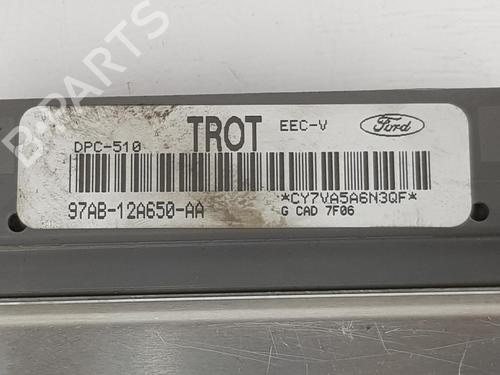 DPC-510 TROT EEC-V Ford
97AB-12A650-AA *CY7VA5A6N3QF*
G CAD 7F06
B-PARTS